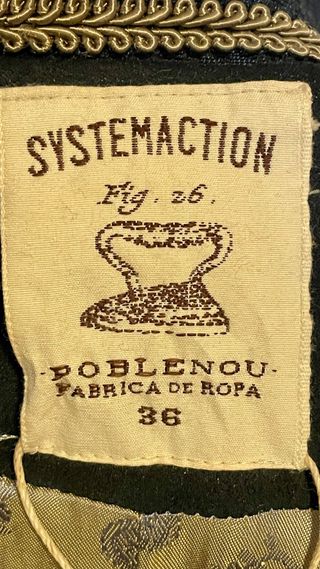 SYSTEMACTION
Fig. 26.
·POBLENOU·
FABRICA DE ROPA
36